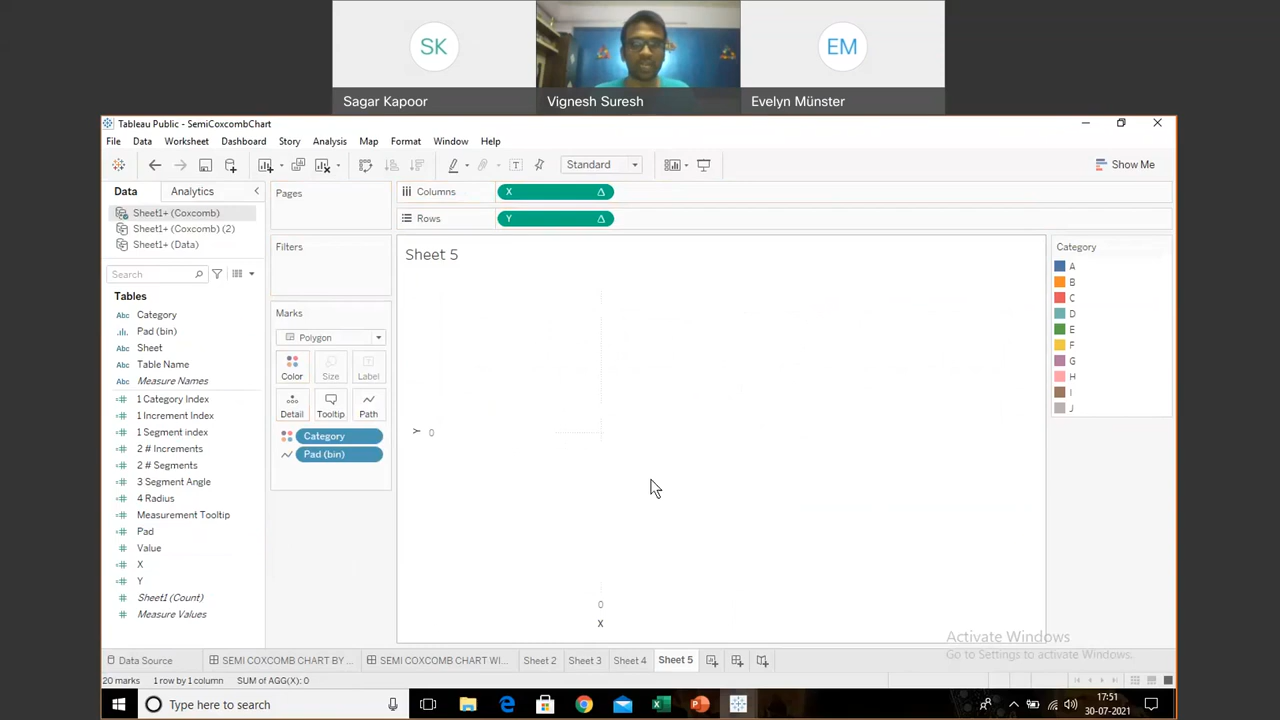 SK
EM
Sagar Kapoor
Vignesh Suresh
Evelyn Münster
Tableau Public - SemiCoxcombChart
File Data Worksheet Dashboard Story Analysis Map Format Window Help
Standard
Show Me
Data Analytics
Sheet1+ (Coxcomb)
Sheet1+ (Coxcomb) (2)
Sheet1+ (Data)
Search
Tables
Abc Category
Pad (bin)
Abc Sheet
Abc Table Name
Abc Measure Names
1 Category Index
1 Increment Index
1 Segment index
2 # Increments
2 # Segments
3 Segment Angle
4 Radius
Measurement Tooltip
Pad
Value
X
Y
Sheet1 (Count)
Measure Values
Pages
Filters
Marks
Polygon
Color Size Label
Detail Tooltip Path
Category
Pad (bin)
Columns X
Rows Y
Sheet 5
Y 0
0
X
Category
A
B
C
D
E
F
G
H
I
J
Activate Windows
Go to Settings to activate Windows.
Data Source SEMI COXCOMB CHART BY ... SEMI COXCOMB CHART WI... Sheet 2 Sheet 3 Sheet 4 Sheet 5
20 marks 1 row by 1 column SUM of AGG(X): 0
Type here to search
17:51
30-07-2021